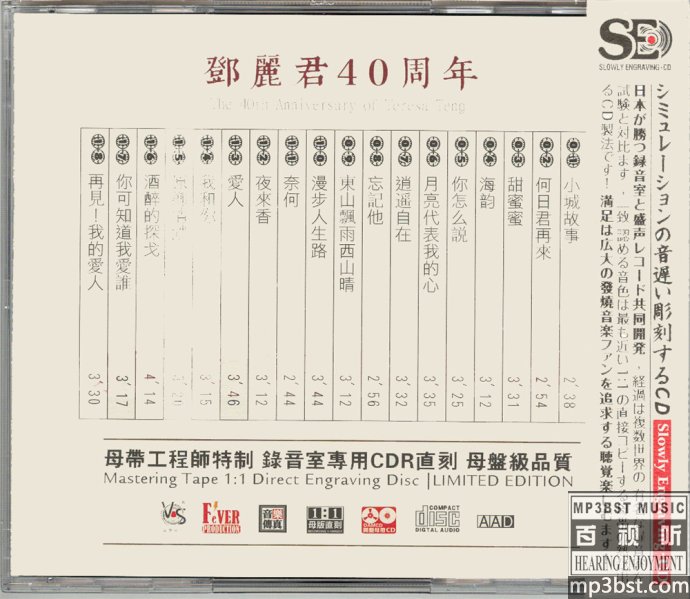 SE
SLOWLY ENGRAVING-CD
鄧麗君40周年
The 40th Anniversary of Teresa Teng
01 小城故事 2´38
02 何日君再來 2´54
03 甜蜜蜜 3´31
04 海韵 3´12
05 你怎么說 2´25
06 月亮代表我的心 3´35
07 逍遥自在 3´38
08 忘記他 2´56
09 東山飄雨西山晴 3´12
10 漫步人生路 3´44
11 奈何 2´44
12 夜來香 3´12
13 愛人 3´46
14 我和你 3´15
15
16 酒醉的探戈 4´14
17 你可知道我愛誰 3´17
18 再見！我的愛人 3´30
母帶工程師特制 錄音室專用CDR直刻 母盤級品質
Mastering Tape 1:1 Direct Engraving Disc |LIMITED EDITION
FeVER
PRODUCTION
音樂
傳真
1:1
母版直刻
COMPACT
disc
DIGITAL AUDIO
AAD
シミュレーションの音遅い彫刻するCD
日本が勝つ録音室と盛声レコード共同開発，経過は複数世界の
試験と対比ます，一致 認める音色は最も近い1:1の直接コピーする
るCD製法です！満足は広大の發燒音楽ファンを追求する聴覚楽
MP3BST MUSIC
百视听
HEARING ENJOYMENT
mp3bst.com